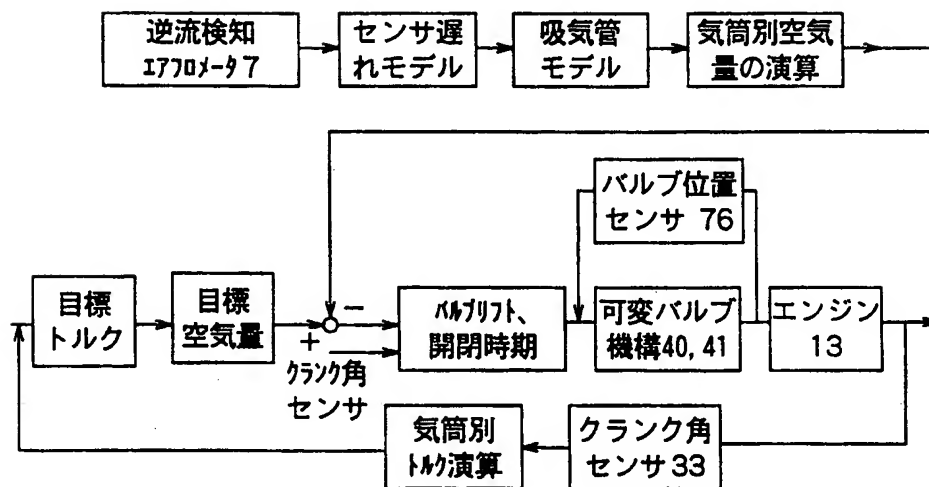 逆流検知
エアフロメータ7
センサ遅
れモデル
吸気管
モデル
気筒別空気
量の演算
バルブ位置
センサ 76
目標
トルク
目標
空気量
＋
−
クランク角
センサ
バルブリフト、
開閉時期
可変バルブ
機構40, 41
エンジン
13
気筒別
トルク演算
クランク角
センサ33